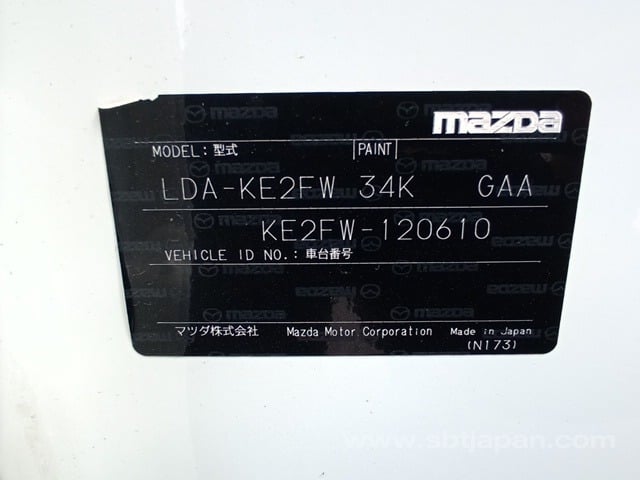 mazda
MODEL: 型式 PAINT
LDA-KE2FW 34K GAA
KE2FW-120610
VEHICLE ID NO.: 車台番号
マツダ株式会社 Mazda Motor Corporation Made in Japan
(N173)
www.sbtjapan.com